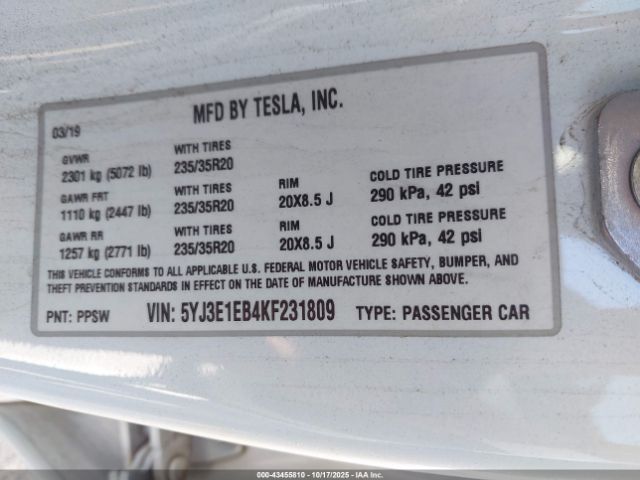 MFD BY TESLA, INC.
03/19
GVWR WITH TIRES
2301 kg (5072 lb) 235/35R20
GAWR FRT WITH TIRES RIM COLD TIRE PRESSURE
1110 kg (2447 lb) 235/35R20 20X8.5 J 290 kPa, 42 psi
GAWR RR WITH TIRES RIM COLD TIRE PRESSURE
1257 kg (2771 lb) 235/35R20 20X8.5 J 290 kPa, 42 psi
THIS VEHICLE CONFORMS TO ALL APPLICABLE U.S. FEDERAL MOTOR VEHICLE SAFETY, BUMPER, AND
THEFT PREVENTION STANDARDS IN EFFECT ON THE DATE OF MANUFACTURE SHOWN ABOVE.
PNT: PPSW VIN: 5YJ3E1EB4KF231809 TYPE: PASSENGER CAR
000-43455810 - 10/17/2025 - IAAI.com